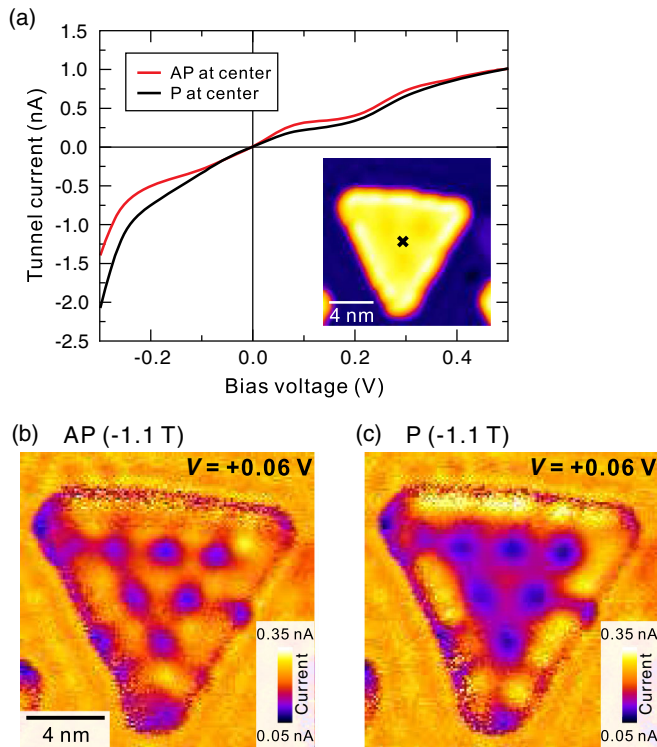 (a)
1.0
0.5
0.0
-0.5
-1.0
-1.5
-2.0
-2.5
Tunnel current (nA)
AP at center
P at center
4 nm
-0.2
0.0
0.2
0.4
Bias voltage (V)
(b) AP (-1.1 T)
V = +0.06 V
0.35 nA
Current
0.05 nA
4 nm
(c) P (-1.1 T)
V = +0.06 V
0.35 nA
Current
0.05 nA